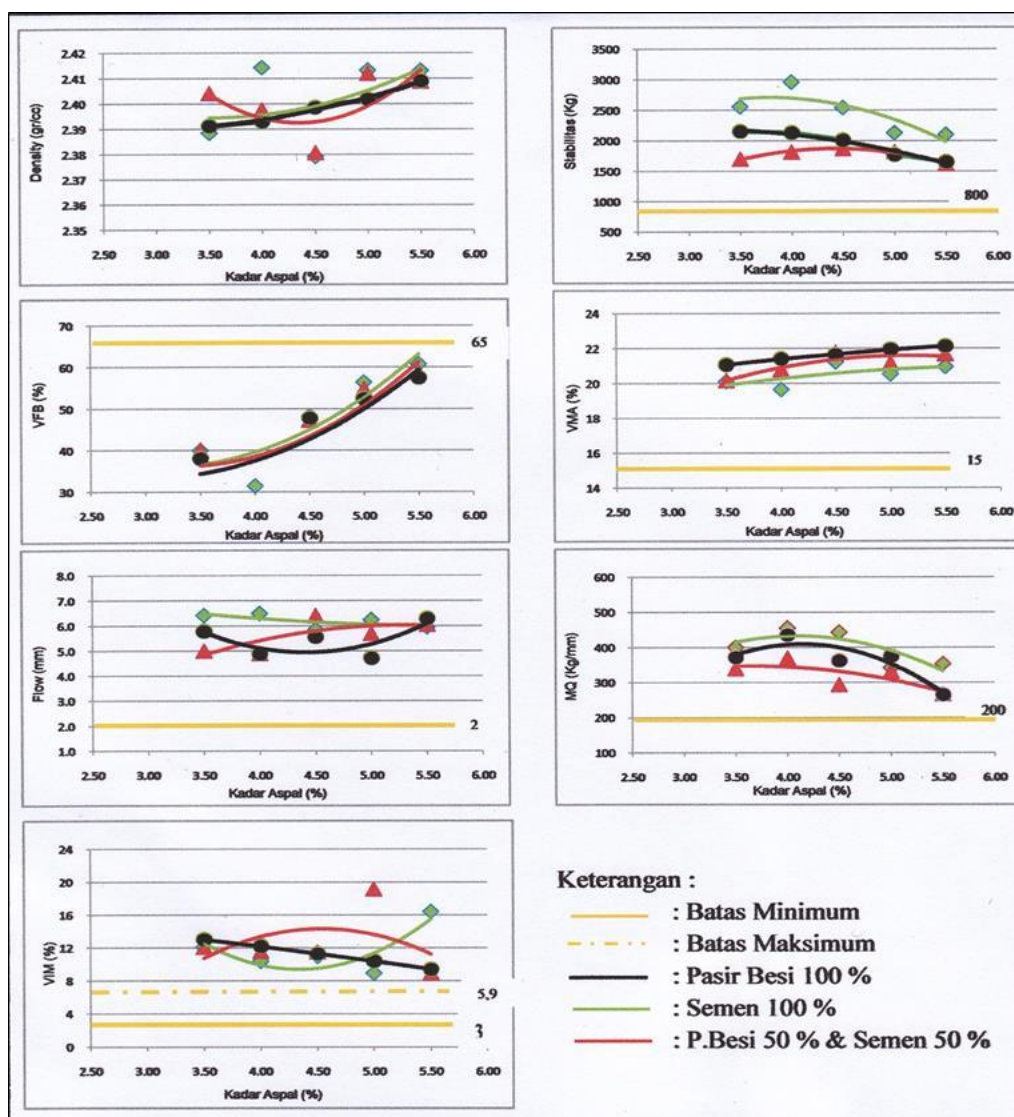 2.42
2.41
2.40
2.39
2.38
2.37
2.36
2.35
Density (gr/cc)
2.50 3.00 3.50 4.00 4.50 5.00 5.50 6.00
Kadar Aspal (%)
3500
3000
2500
2000
1500
1000
500
Stabilitas (Kg)
800
2.50 3.00 3.50 4.00 4.50 5.00 5.50 6.00
Kadar Aspal (%)
70
60
50
40
30
VFB (%)
65
2.50 3.00 3.50 4.00 4.50 5.00 5.50 6.00
Kadar Aspal (%)
24
22
20
18
16
14
VMA (%)
15
2.50 3.00 3.50 4.00 4.50 5.00 5.50 6.00
Kadar Aspal (%)
8.0
7.0
6.0
5.0
4.0
3.0
2.0
1.0
Flow (mm)
2
2.50 3.00 3.50 4.00 4.50 5.00 5.50 6.00
Kadar Aspal (%)
600
500
400
300
200
100
MQ (Kg/mm)
200
2.50 3.00 3.50 4.00 4.50 5.00 5.50 6.00
Kadar Aspal (%)
24
20
16
12
8
4
0
VIM (%)
5,9
3
2.50 3.00 3.50 4.00 4.50 5.00 5.50 6.00
Kadar Aspal (%)
Keterangan :
: Batas Minimum
: Batas Maksimum
: Pasir Besi 100 %
: Semen 100 %
: P.Besi 50 % & Semen 50 %